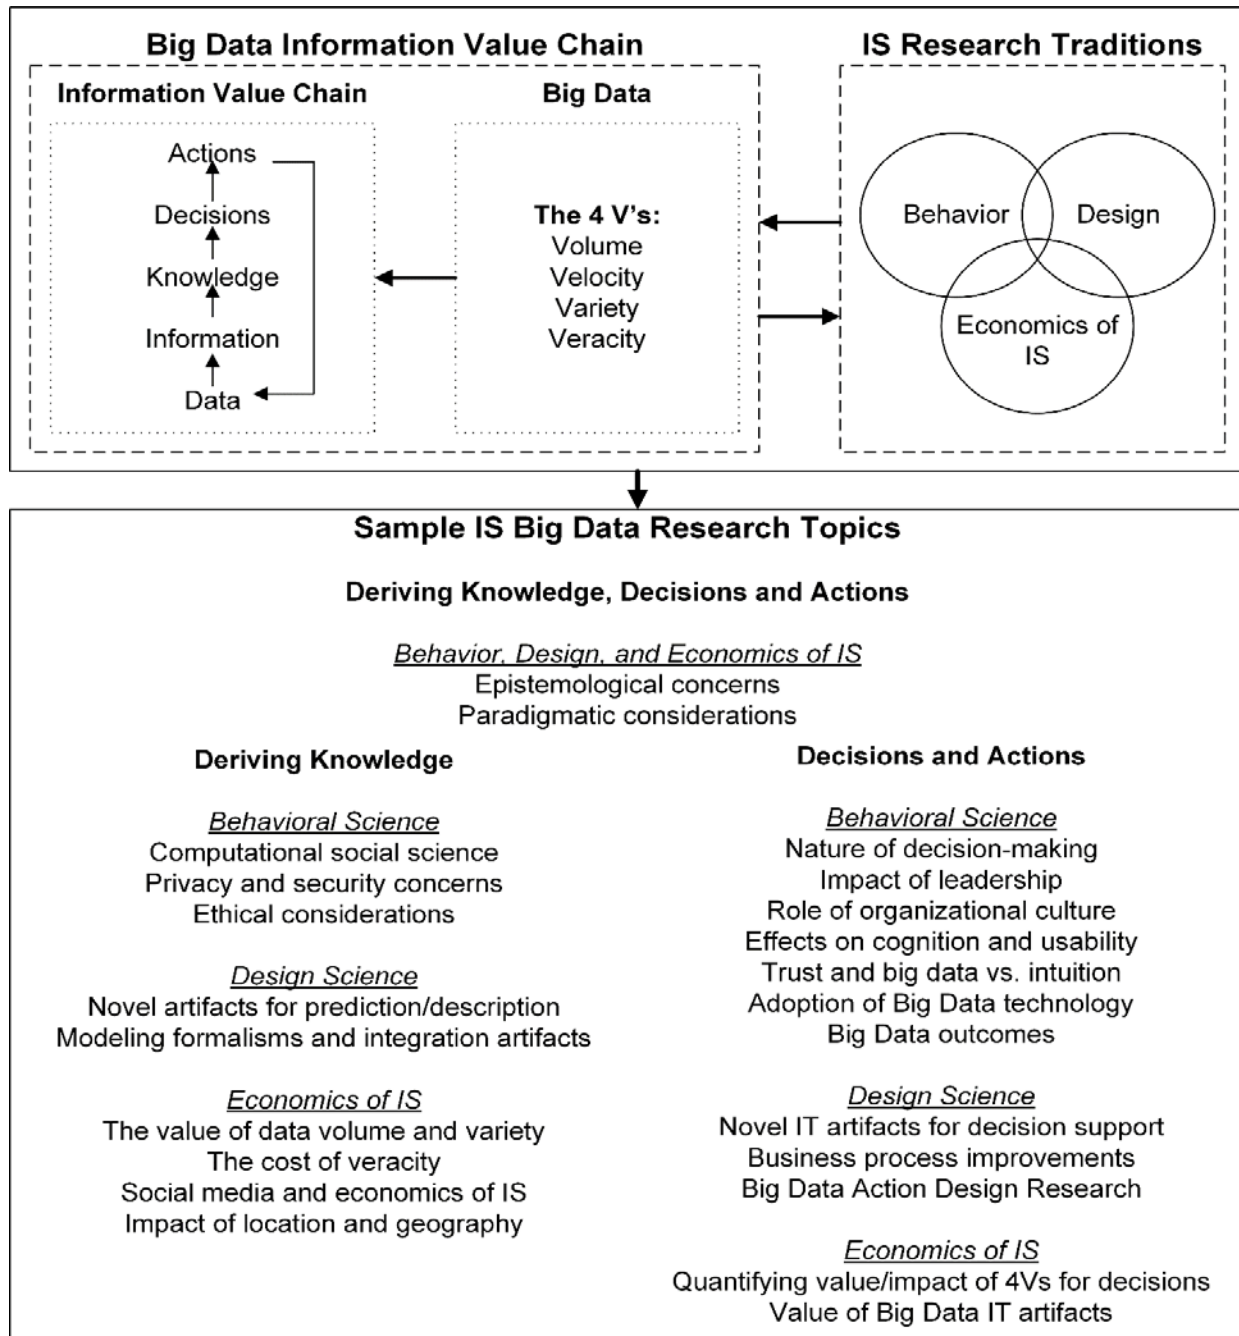 Big Data Information Value Chain
IS Research Traditions
Information Value Chain
Big Data
Actions
Decisions
Knowledge
Information
Data
The 4 V's:
Volume
Velocity
Variety
Veracity
Behavior
Design
Economics of
IS
Sample IS Big Data Research Topics
Deriving Knowledge, Decisions and Actions
Behavior, Design, and Economics of IS
Epistemological concerns
Paradigmatic considerations
Deriving Knowledge
Behavioral Science
Computational social science
Privacy and security concerns
Ethical considerations
Design Science
Novel artifacts for prediction/description
Modeling formalisms and integration artifacts
Economics of IS
The value of data volume and variety
The cost of veracity
Social media and economics of IS
Impact of location and geography
Decisions and Actions
Behavioral Science
Nature of decision-making
Impact of leadership
Role of organizational culture
Effects on cognition and usability
Trust and big data vs. intuition
Adoption of Big Data technology
Big Data outcomes
Design Science
Novel IT artifacts for decision support
Business process improvements
Big Data Action Design Research
Economics of IS
Quantifying value/impact of 4Vs for decisions
Value of Big Data IT artifacts